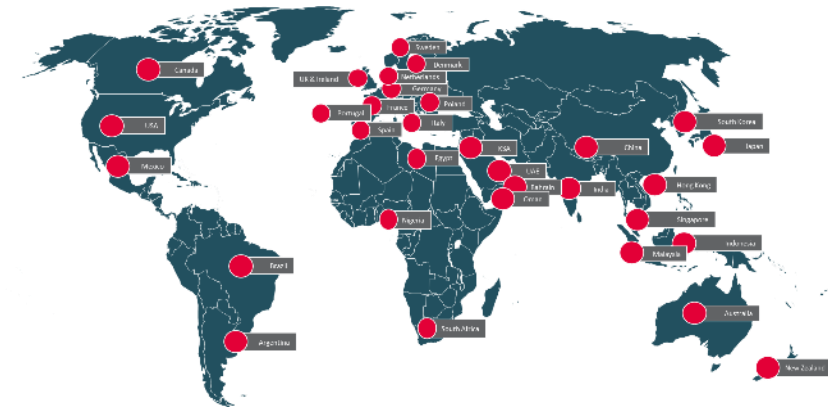 Sweden
Denmark
Canada
UK & Ireland
Netherlands
Germany
France
Poland
Portugal
USA
Spain
Italy
South Korea
Japan
KSA
China
Egypt
Mexico
UAE
Bahrain
India
Hong Kong
Oman
Nigeria
Singapore
Indonesia
Malaysia
Brazil
Australia
South Africa
Argentina
New Zealand